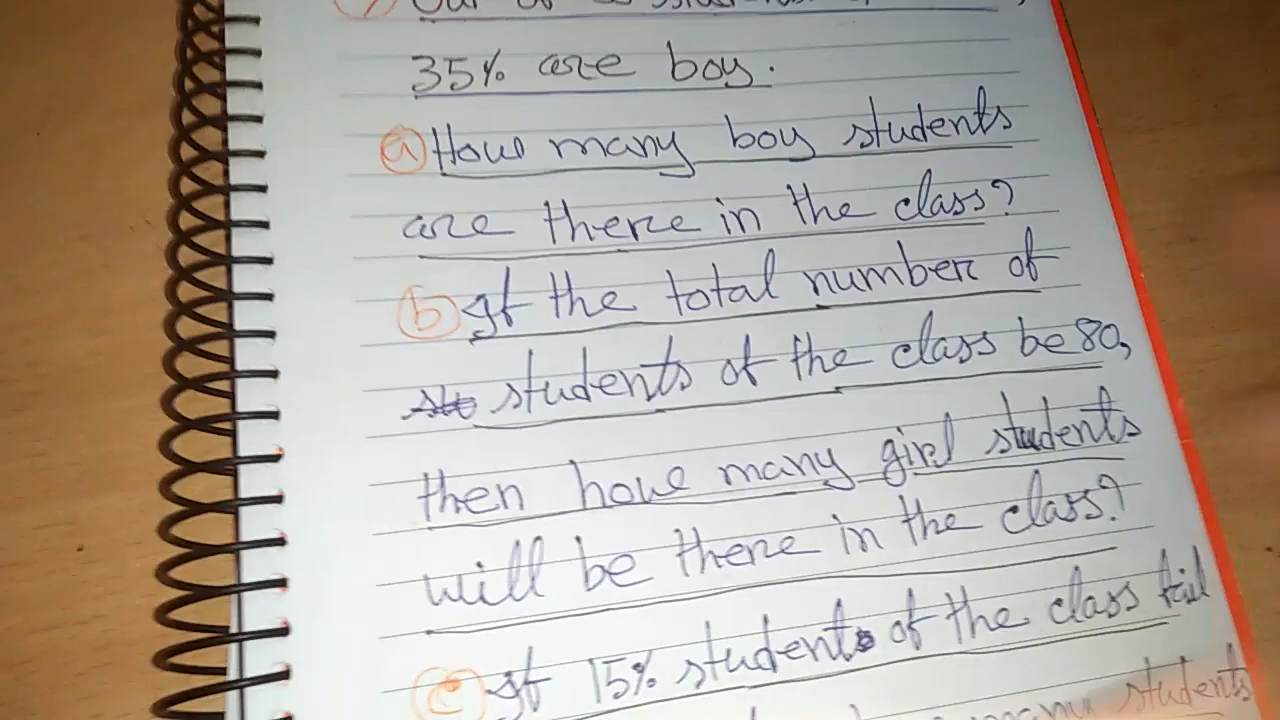 35% are boy.
a) How many boy students
are there in the class?
b) If the total number of
students of the class be 80,
then how many girl students
will be there in the class?
c) If 15% students of the class fail
many students